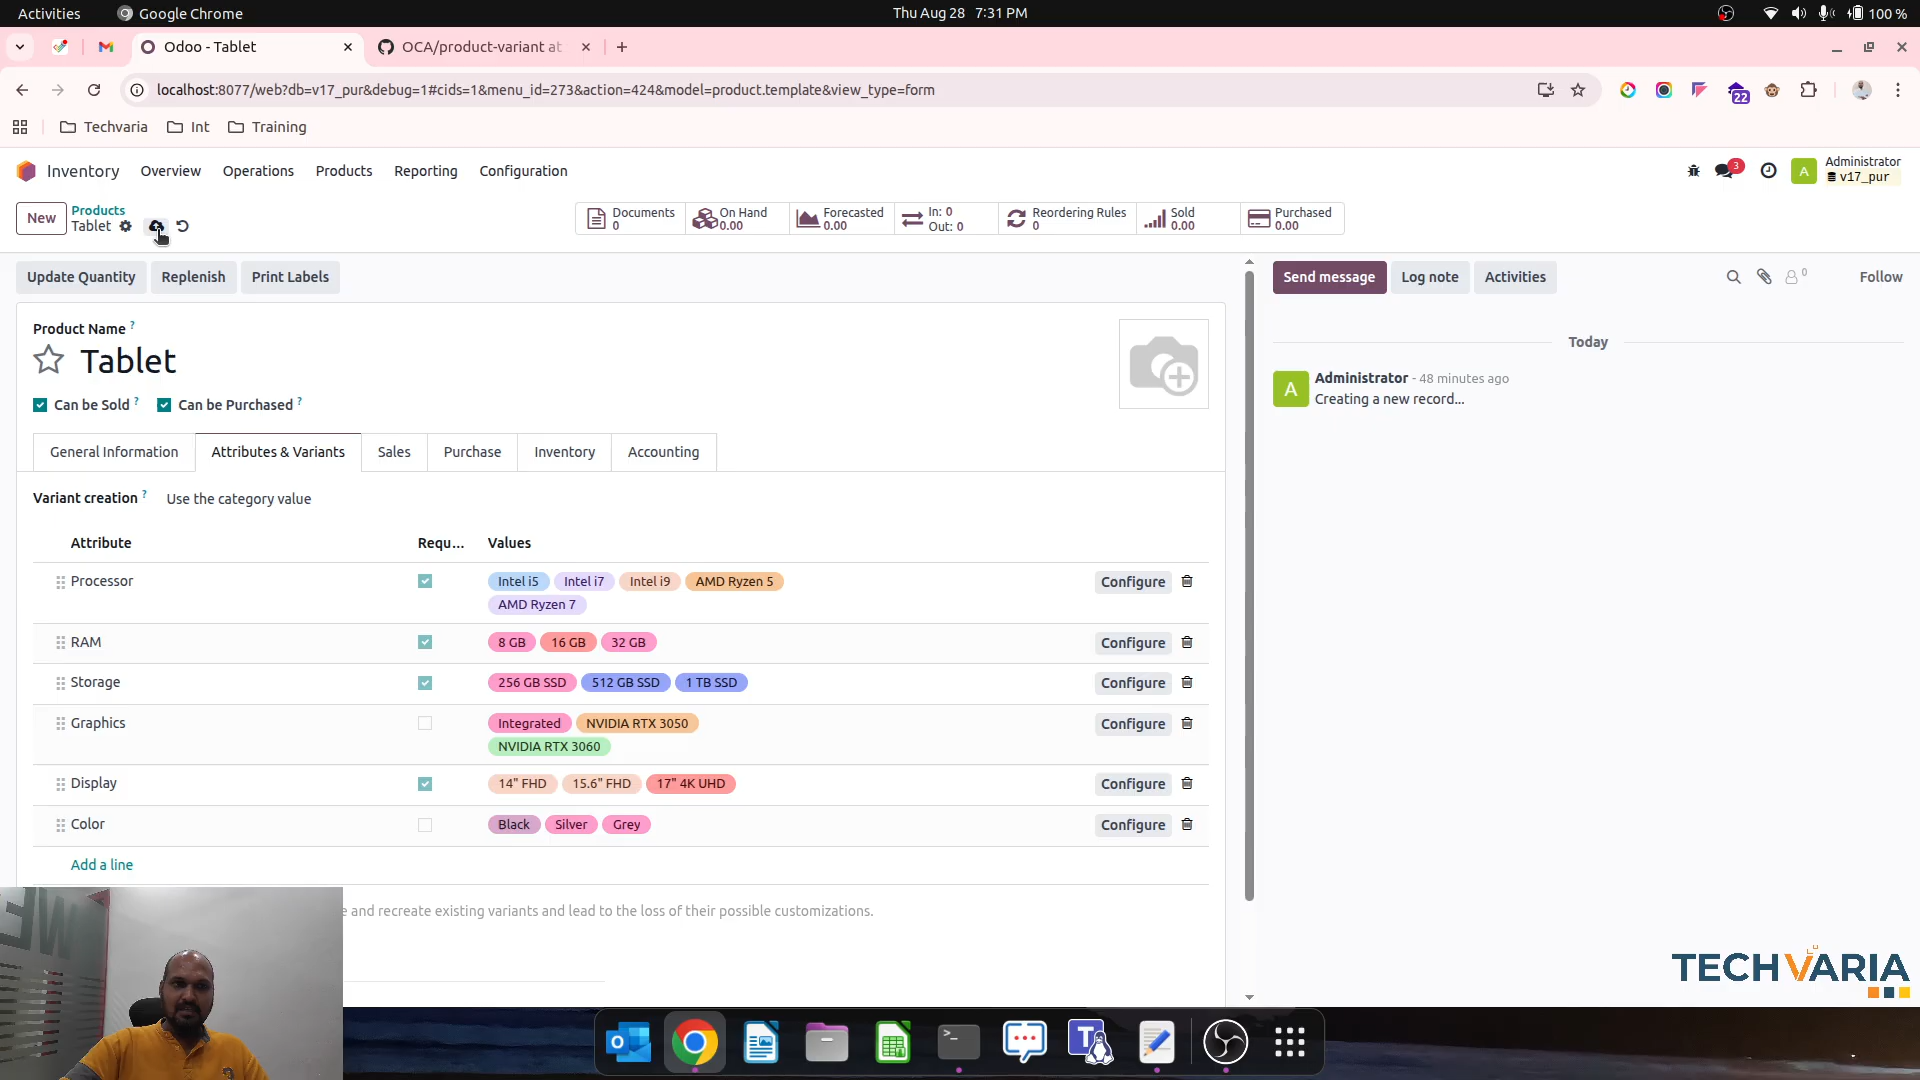 Activities
Google Chrome
Thu Aug 28 7:31 PM
100 %
Odoo - Tablet
OCA/product-variant at
localhost:8077/web?db=v17_pur&debug=1#cids=1&menu_id=273&action=424&model=product.template&view_type=form
22
Techvaria
Int
Training
Inventory
Overview
Operations
Products
Reporting
Configuration
3
A
Administrator
v17_pur
New
Products
Tablet
Documents
0
On Hand
0.00
Forecasted
0.00
In: 0
Out: 0
Reordering Rules
0
Sold
0.00
Purchased
0.00
Update Quantity
Replenish
Print Labels
Send message
Log note
Activities
0
Follow
Product Name ?
Tablet
Can be Sold ?
Can be Purchased ?
Today
A
Administrator - 48 minutes ago
Creating a new record...
General Information
Attributes & Variants
Sales
Purchase
Inventory
Accounting
Variant creation ?
Use the category value
Attribute
Requ...
Values
Processor
Intel i5
Intel i7
Intel i9
AMD Ryzen 5
AMD Ryzen 7
Configure
RAM
8 GB
16 GB
32 GB
Configure
Storage
256 GB SSD
512 GB SSD
1 TB SSD
Configure
Graphics
Integrated
NVIDIA RTX 3050
NVIDIA RTX 3060
Configure
Display
14" FHD
15.6" FHD
17" 4K UHD
Configure
Color
Black
Silver
Grey
Configure
Add a line
e and recreate existing variants and lead to the loss of their possible customizations.
TECHVARIA